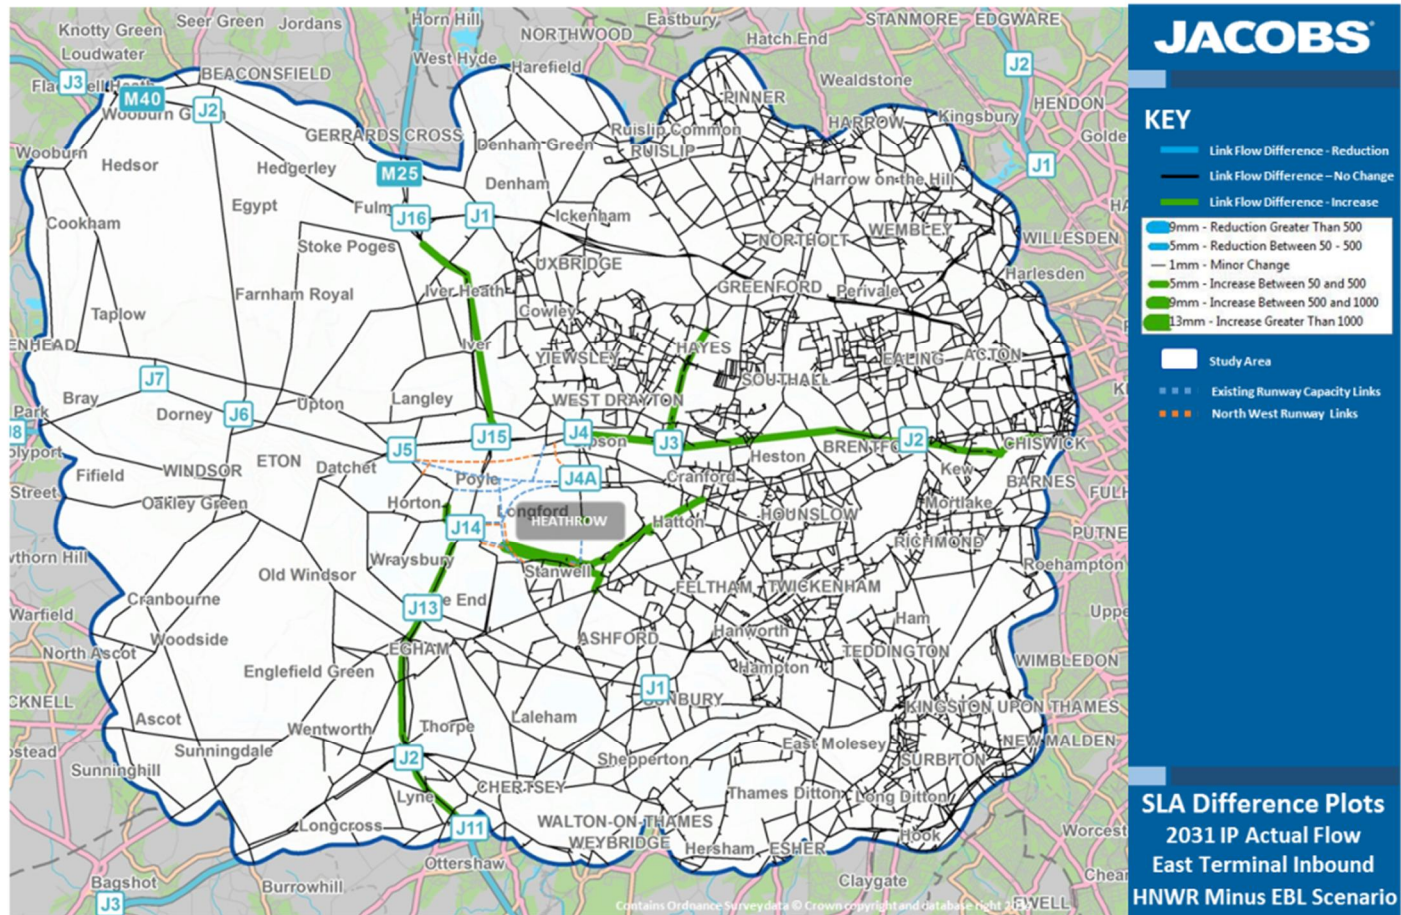 Knotty Green
Seer Green
Jordans
Horn Hill
Eastbury
STANMORE
EDGWARE
Loudwater
NORTHWOOD
Hatch End
West Hyde
J3
BEACONSFIELD
Harefield
Wealdstone
J2
M40
J2
PINNER
HENDON
HARROW
Kingsbury
Ruislip Common
GERRARDS CROSS
Denham Green
RUISLIP
Wooburn
Hedsor
Hedgerley
M25
Denham
J1
Harrow on the Hill
Egypt
J16
J1
Ickenham
Cookham
WEMBLEY
NORTHOLT
WILLESDEN
Stoke Poges
UXBRIDGE
Harlesden
Farnham Royal
Iver Heath
GREENFORD
Perivale
Taplow
Cowley
Iver
YIEWSLEY
HAYES
EALING
ACTON
J7
SOUTHALL
Bray
Upton
Langley
WEST DRAYTON
Park
Dorney
J6
J15
J4
J3
J2
CHISWICK
J5
Heston
ETON
WINDSOR
Datchet
Fifield
Poyle
J4A
Cranford
Kew
BARNES
Street
Oakley Green
Horton
Longford
HEATHROW
Hatton
HOUNSLOW
Mortlake
J14
RICHMOND
Wraysbury
Stanwell
Roehampton
Old Windsor
FELTHAM
TWICKENHAM
Cranbourne
J13
Warfield
Ham
Woodside
ASHFORD
Hanworth
North Ascot
EGHAM
TEDDINGTON
Englefield Green
Hampton
WIMBLEDON
J1
KINGSTON UPON THAMES
Ascot
Wentworth
Thorpe
Laleham
NEW MALDEN
Sunningdale
East Molesey
J2
Shepperton
SURBITON
Sunninghill
CHERTSEY
Lyne
Thames Ditton
Long Ditton
Longcross
J11
WALTON-ON-THAMES
WEYBRIDGE
Hersham
ESHER
Hook
Ottershaw
Bagshot
Burrowhill
Claygate
J3
Contains Ordnance Survey data © Crown copyright and database right
JACOBS
KEY
Link Flow Difference - Reduction
Link Flow Difference – No Change
Link Flow Difference - Increase
9mm - Reduction Greater Than 500
5mm - Reduction Between 50 - 500
1mm - Minor Change
5mm - Increase Between 50 and 500
9mm - Increase Between 500 and 1000
13mm - Increase Greater Than 1000
Study Area
Existing Runway Capacity Links
North West Runway Links
SLA Difference Plots
2031 IP Actual Flow
East Terminal Inbound
HNWR Minus EBL Scenario